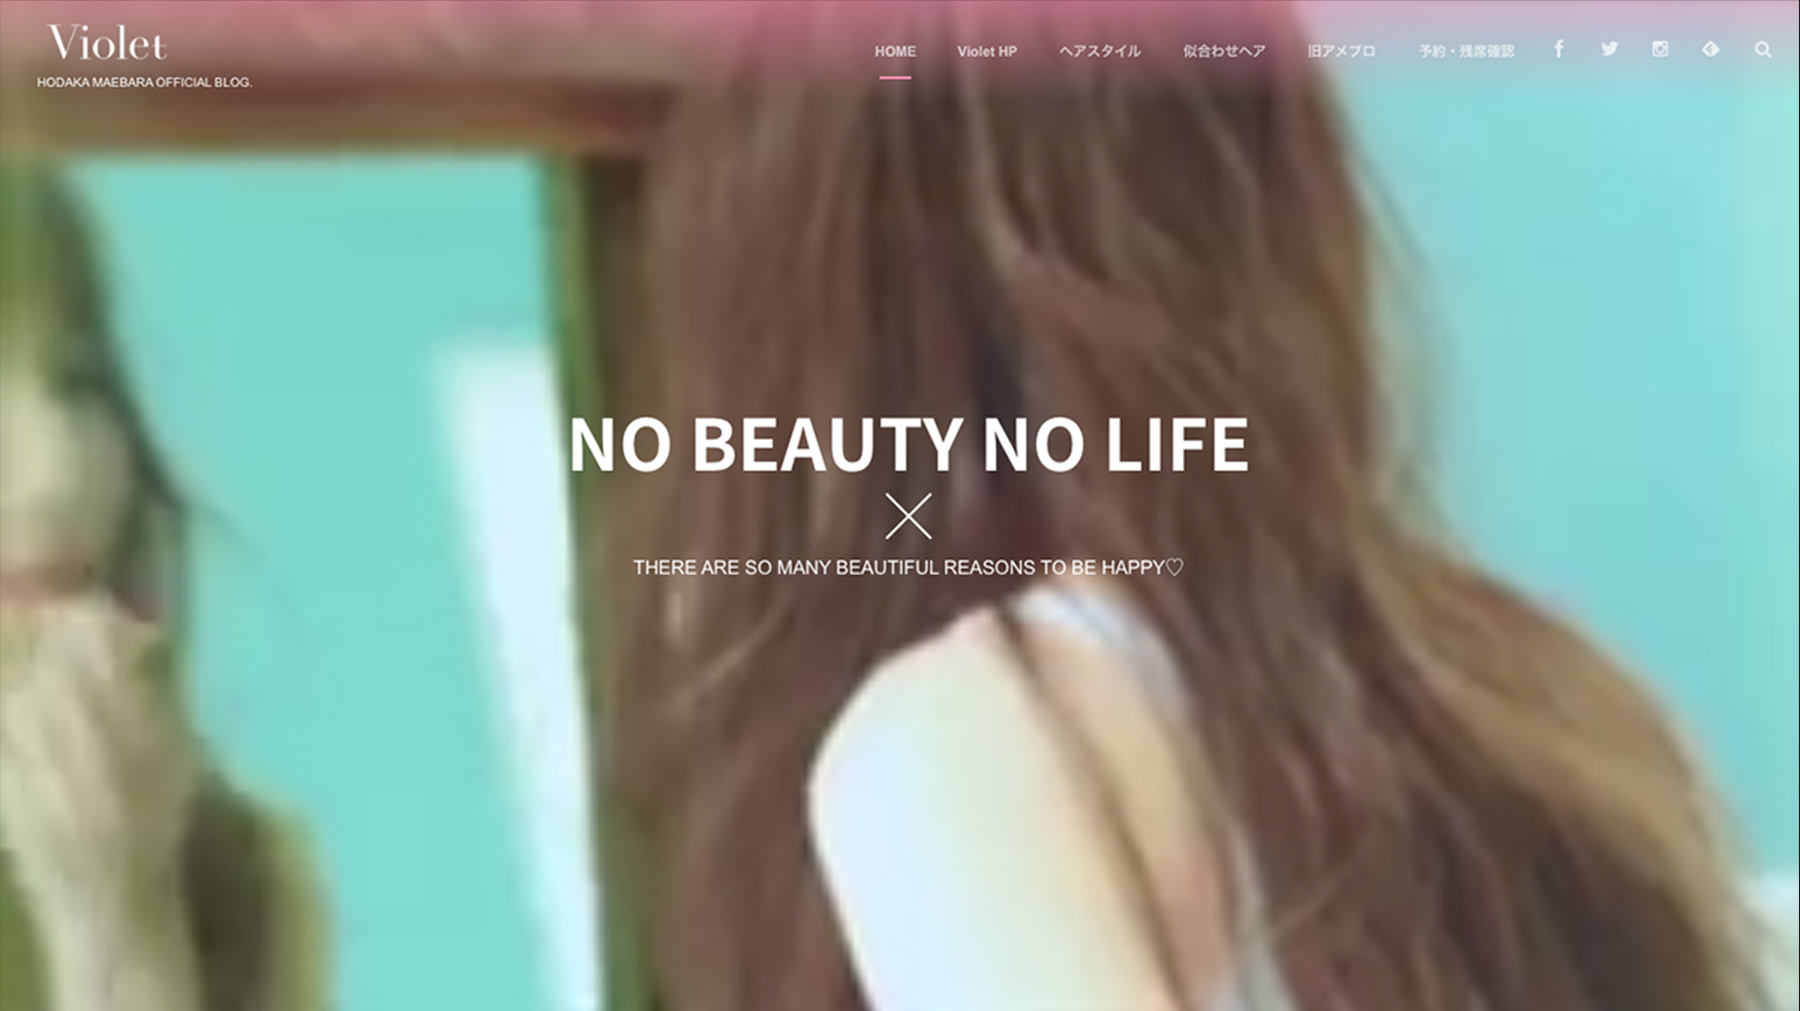 Violet
HODAKA MAEBARA OFFICIAL BLOG.
HOME Violet HP ヘアスタイル 似合わせヘア 旧アメブロ 予約・残席確認
NO BEAUTY NO LIFE
THERE ARE SO MANY BEAUTIFUL REASONS TO BE HAPPY♡